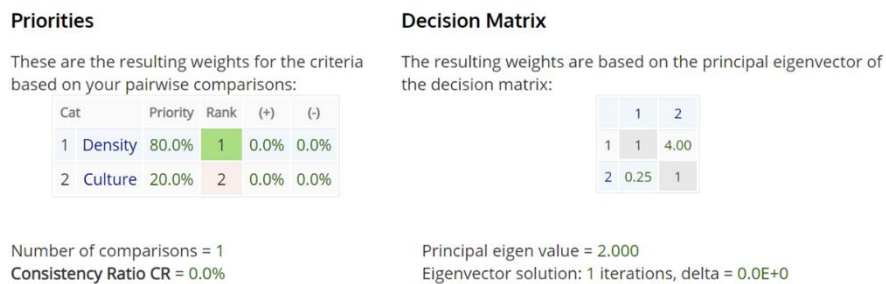 Priorities
These are the resulting weights for the criteria
based on your pairwise comparisons:
Cat Priority Rank (+) (-)
1 Density 80.0% 1 0.0% 0.0%
2 Culture 20.0% 2 0.0% 0.0%
Number of comparisons = 1
Consistency Ratio CR = 0.0%
Decision Matrix
The resulting weights are based on the principal eigenvector of
the decision matrix:
1 2
1 1 4.00
2 0.25 1
Principal eigen value = 2.000
Eigenvector solution: 1 iterations, delta = 0.0E+0